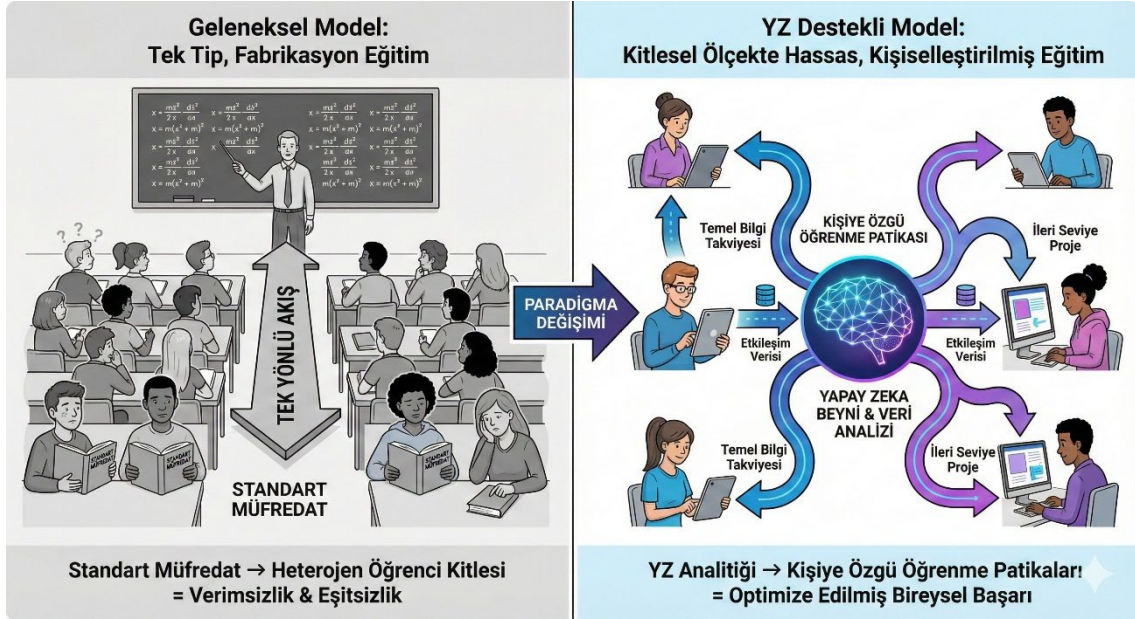 Geleneksel Model:
Tek Tip, Fabrikasyon Eğitim
TEK YÖNLÜ AKIŞ
STANDART MÜFREDAT
STANDART MÜFREDAT
STANDART
MÜFREDAT
Standart Müfredat → Heterojen Öğrenci Kitlesi
= Verimsizlik & Eşitsizlik
PARADİGMA
DEĞİŞİMİ
YZ Destekli Model:
Kitlesel Ölçekte Hassas, Kişiselleştirilmiş Eğitim
Temel Bilgi
Takviyesi
KİŞİYE ÖZGÜ
ÖĞRENME PATİKASI
İleri Seviye
Proje
Etkileşim
Verisi
Etkileşim
Verisi
YAPAY ZEKA
BEYNİ & VERİ
ANALİZİ
Temel Bilgi
Takviyesi
İleri Seviye
Proje
YZ Analitiği → Kişiye Özgü Öğrenme Patikaları
= Optimize Edilmiş Bireysel Başarı